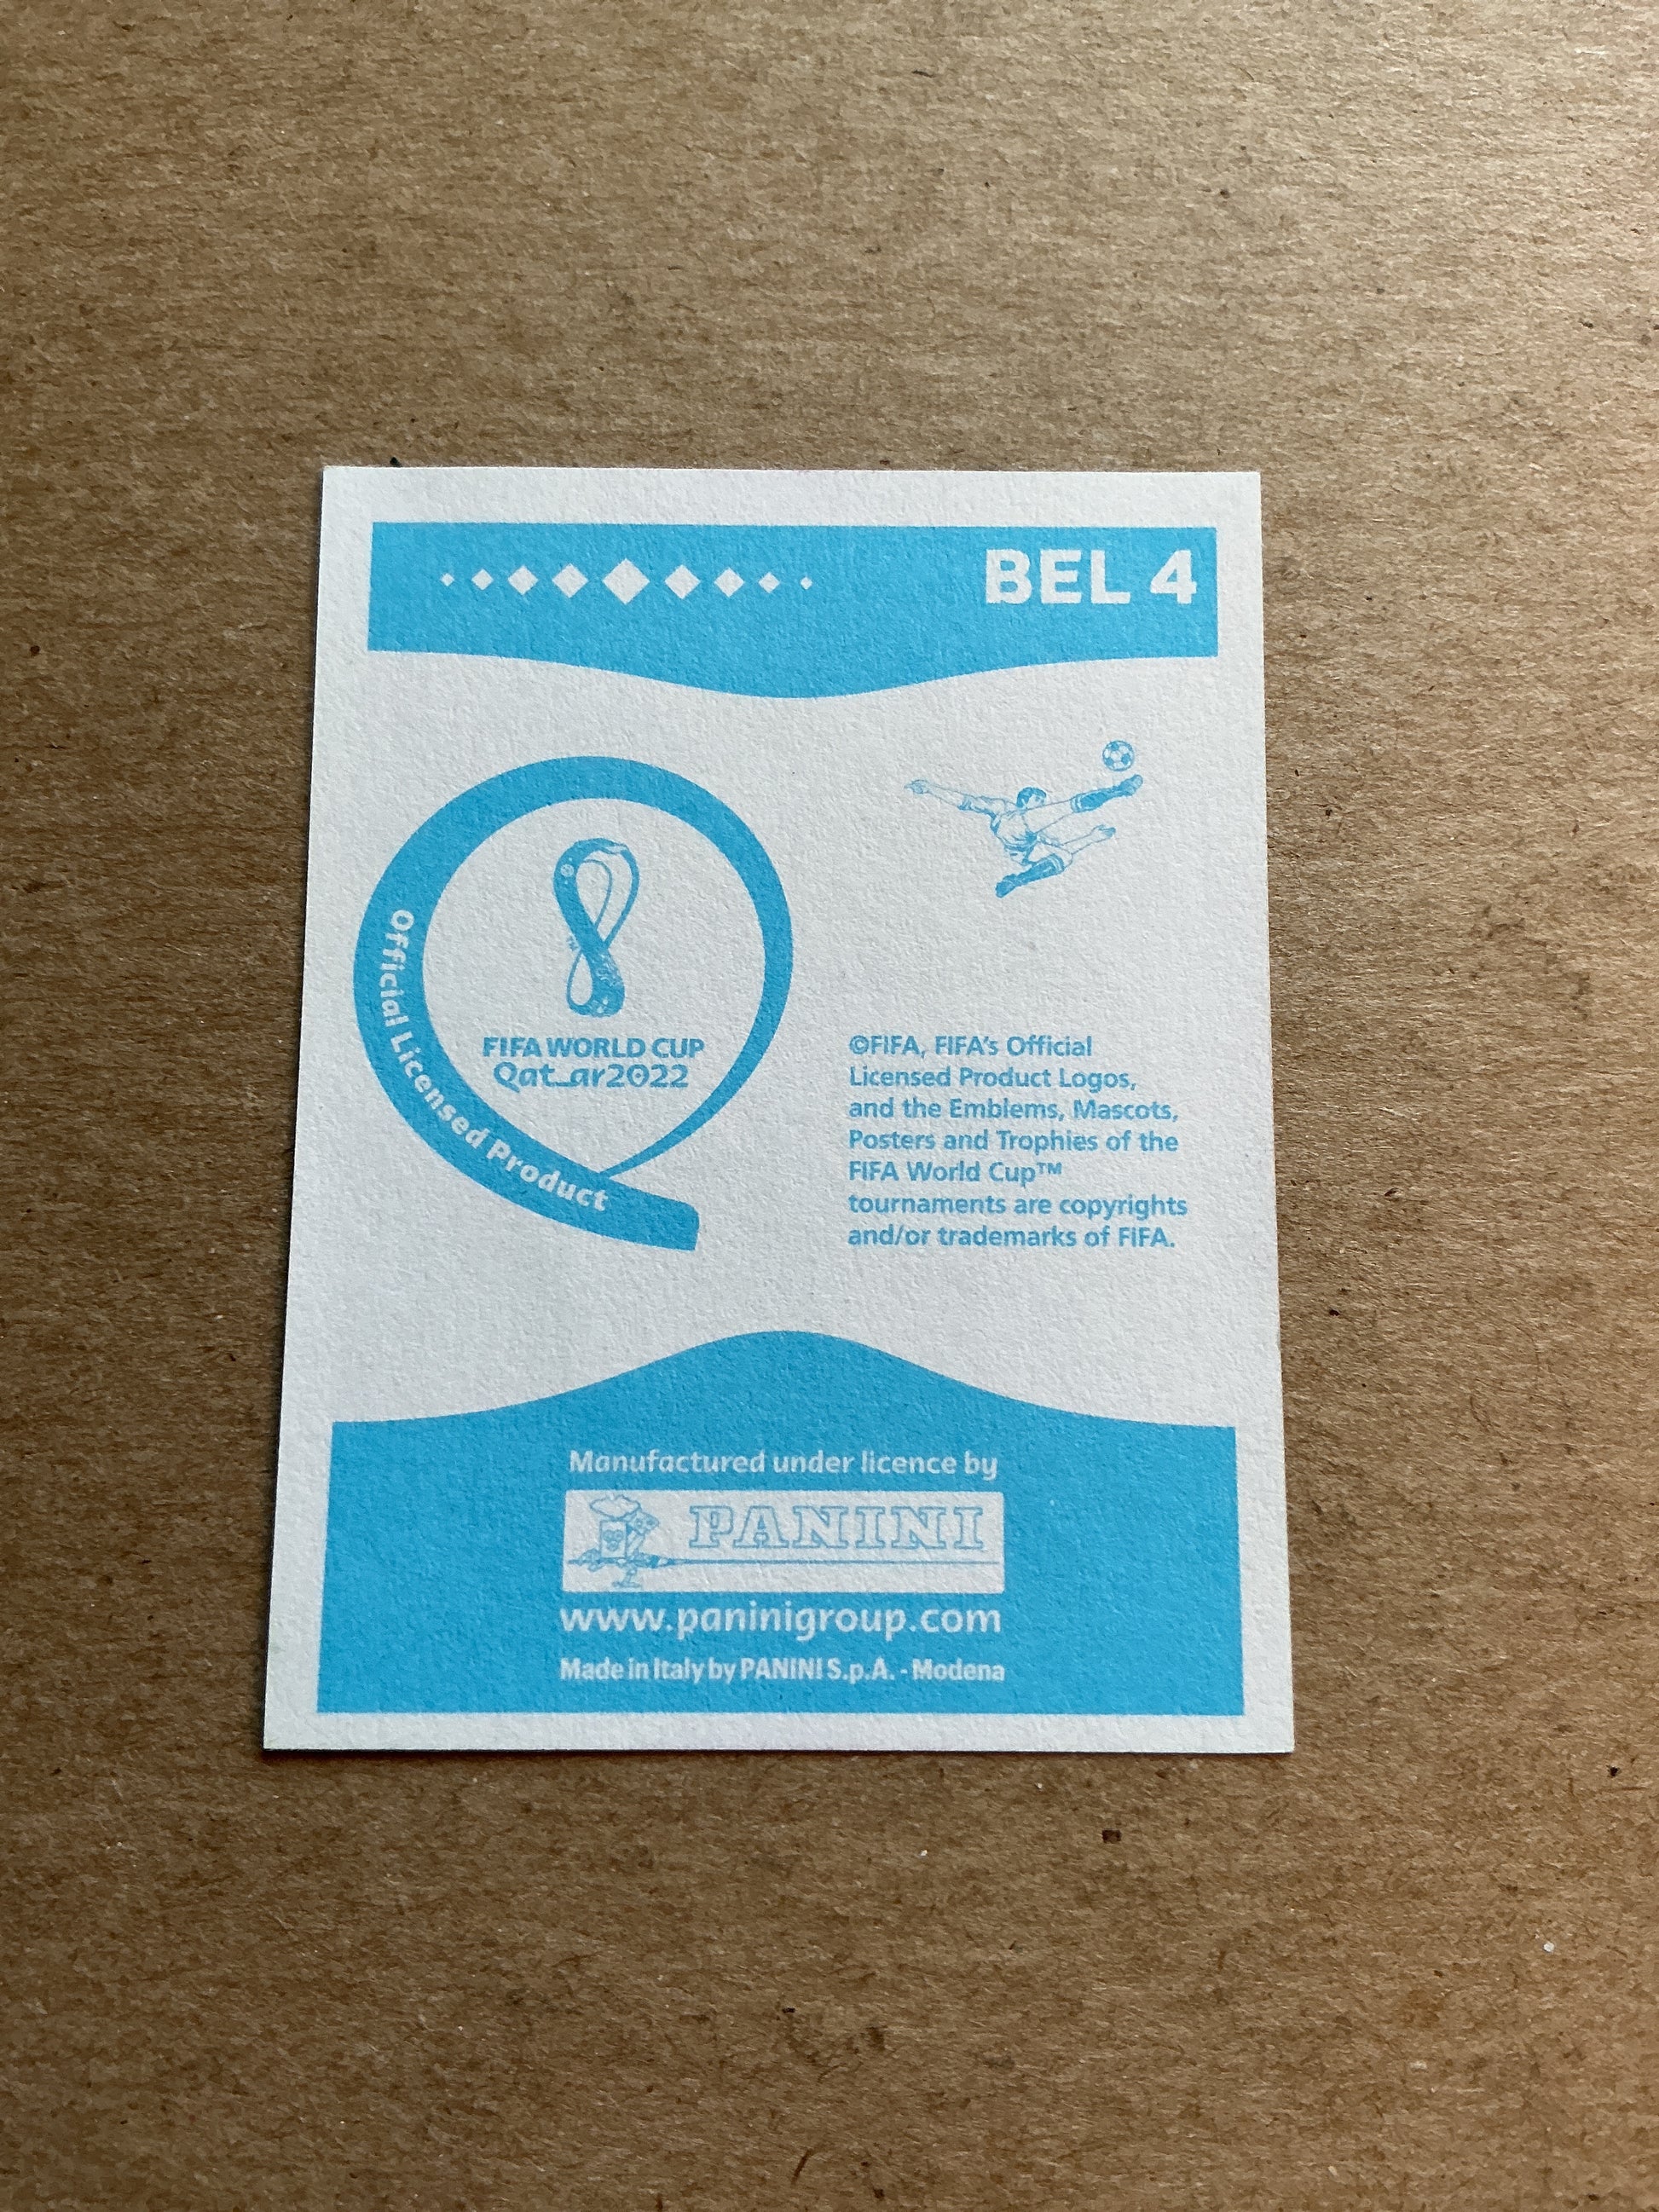 BEL 4
Official Licensed Product
FIFA WORLD CUP
Qatar2022
©FIFA, FIFA's Official
Licensed Product Logos,
and the Emblems, Mascots,
Posters and Trophies of the
FIFA World Cup™
tournaments are copyrights
and/or trademarks of FIFA.
Manufactured under licence by
PANINI
www.paninigroup.com
Made in Italy by PANINI S.p.A. - Modena